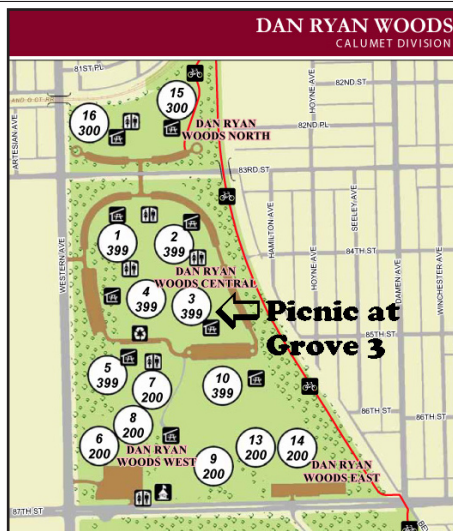 DAN RYAN WOODS
CALUMET DIVISION
81ST PL
82ND ST
HOYNE AVE
ARTESIAN AVE
15
300
16
300
DAN RYAN
WOODS NORTH
82ND PL
83RD ST
HAMILTON AVE
SEELEY AVE
WESTERN AVE
1
399
2
399
84TH ST
HOYNE AVE
DAMEN AVE
WINCHESTER AVE
DAN RYAN
WOODS CENTRAL
4
399
3
399
Picnic at
Grove 3
85TH ST
5
399
7
200
10
399
8
200
86TH ST
86TH ST
6
200
DAN RYAN
WOODS WEST
9
200
13
200
14
200
DAN RYAN
WOODS EAST
87TH ST